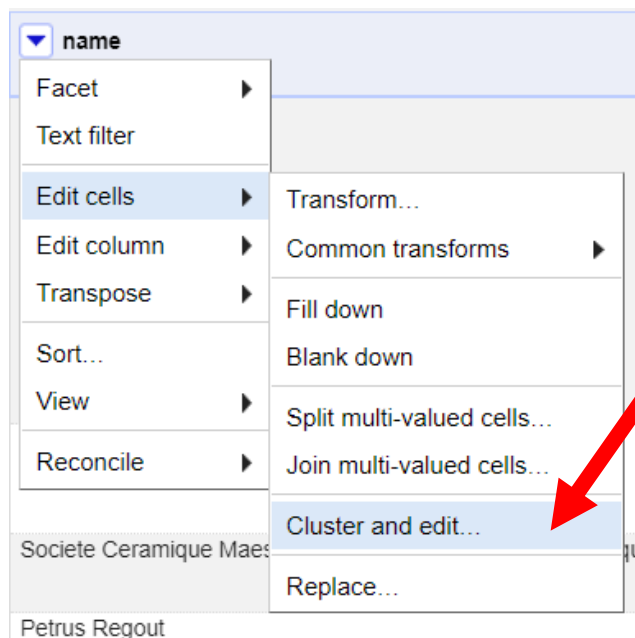 name
Facet
Text filter
Edit cells
Edit column
Transpose
Sort...
View
Reconcile
Transform...
Common transforms
Fill down
Blank down
Split multi-valued cells...
Join multi-valued cells...
Cluster and edit...
Replace...
Societe Ceramique
Petrus Regout